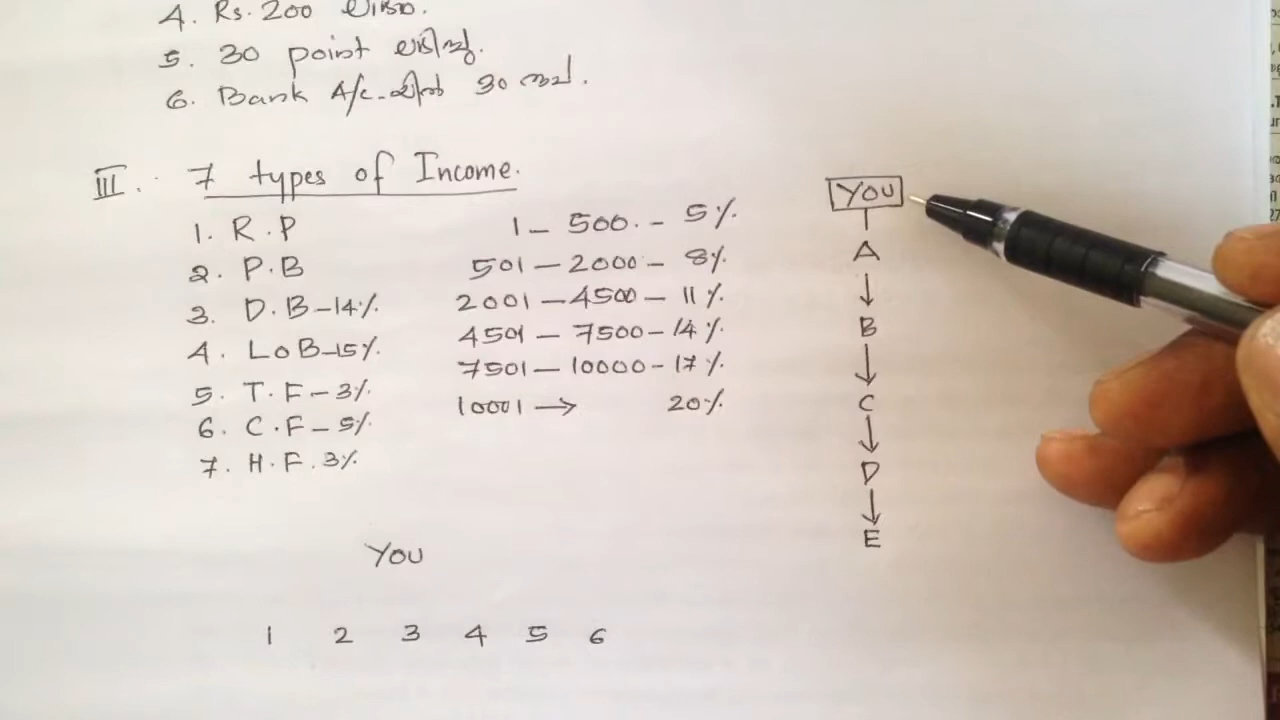 4. Rs. 200
5. 30 point
6. Bank A/c-യിൽ 30
III. 7 types of Income.
1. R.P
2. P.B
3. D.B-14%
4. LOB-15%
5. T.F-3%
6. C.F-5%
7. H.F.3%
1 - 500. - 5%
501-2000-8%
2001-4500-11%
4501-7500-14%
7501-10000-17%
10001 → 20%
YOU
A
↓
B
↓
C
↓
D
↓
E
YOU
1 2 3 4 5 6